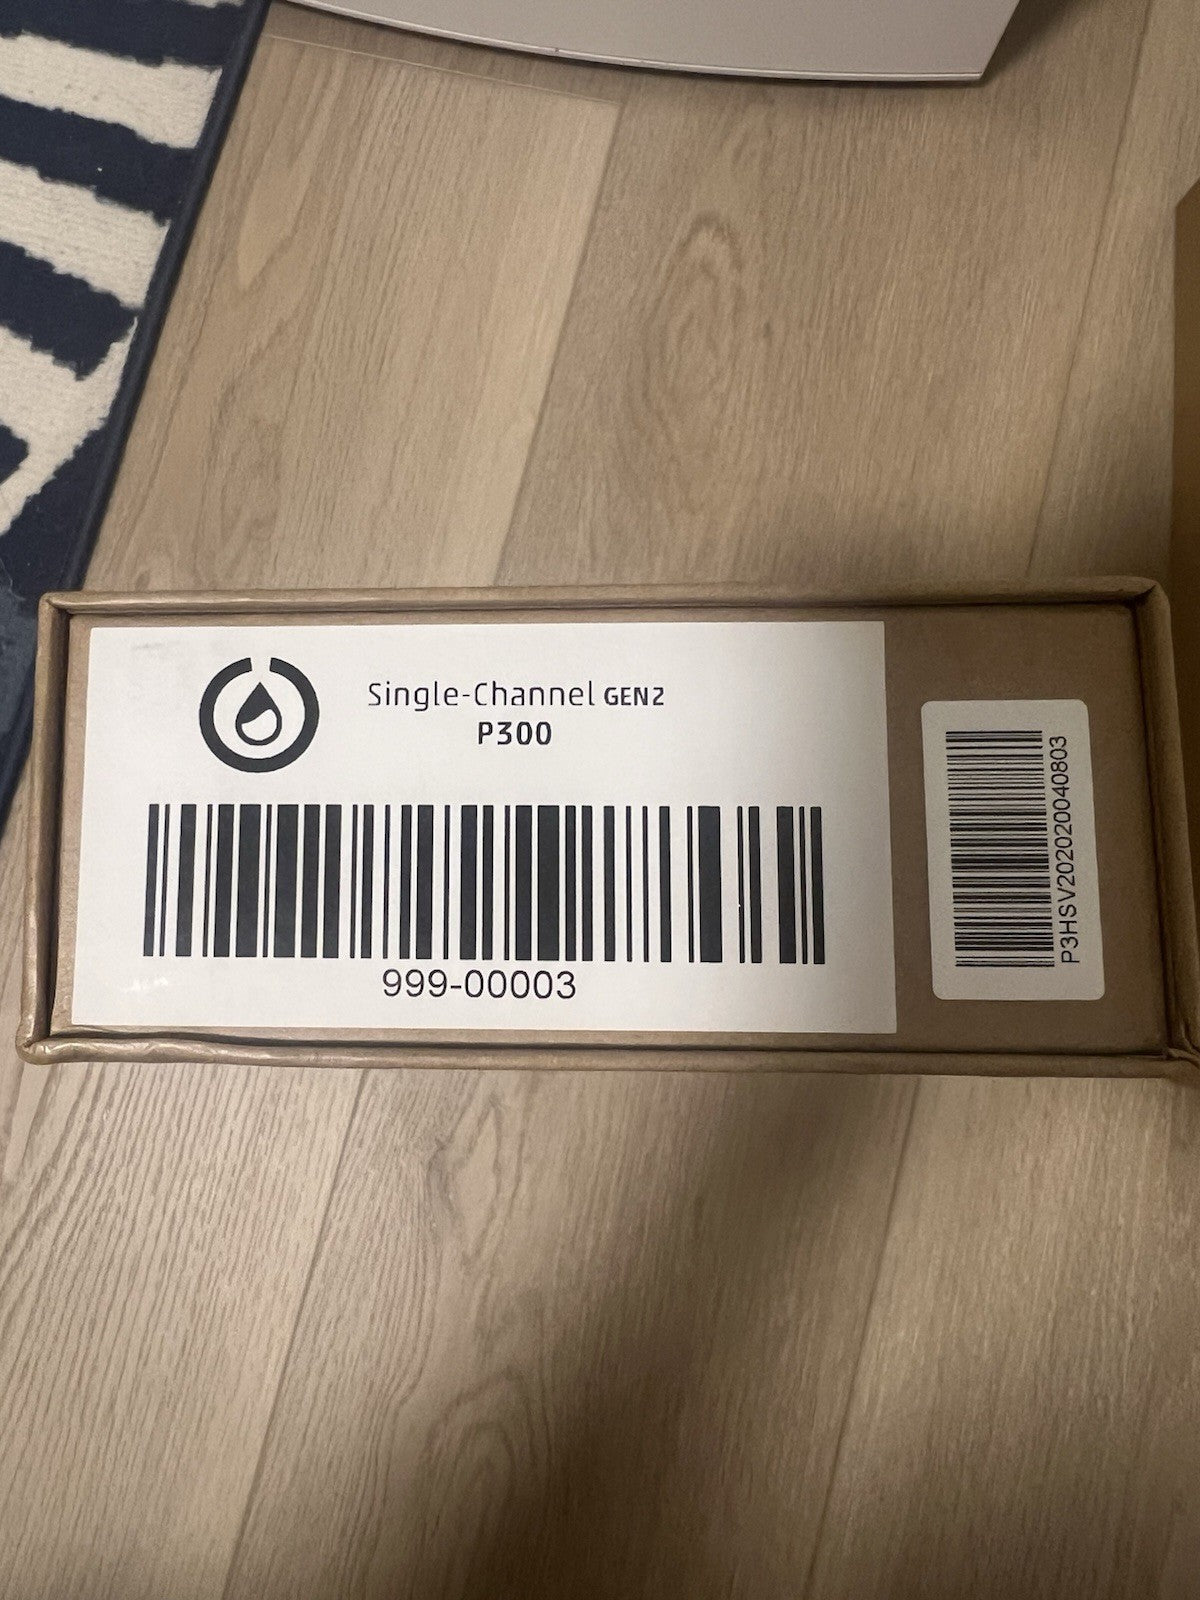 Single-Channel GEN2
P300
999-00003
P3HSV202020040803